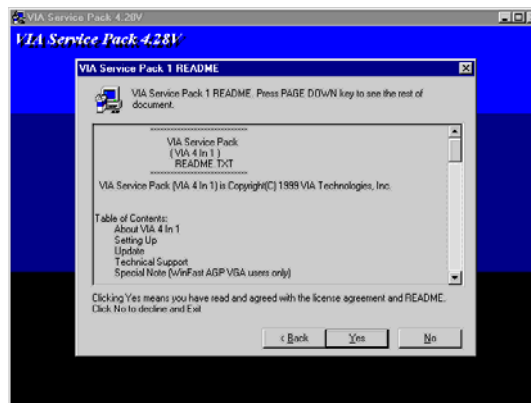 VIA Service Pack 4.28V
VIA Service Pack 4.28V
VIA Service Pack 1 README
VIA Service Pack 1 README. Press PAGE DOWN key to see the rest of
document.
====================
VIA Service Pack
( VIA 4 In 1 )
README.TXT
====================
VIA Service Pack (VIA 4 In 1) is Copyright(C) 1999 VIA Technologies, Inc.
Table of Contents:
About VIA 4 In 1
Setting Up
Update
Technical Support
Special Note (WinFast AGP VGA users only)
Clicking Yes means you have read and agreed with the license agreement and README.
Click No to decline and Exit
< Back
Yes
No